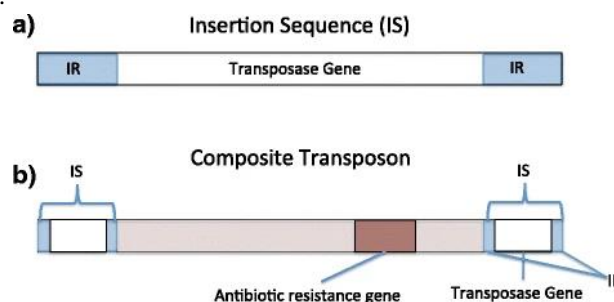 a)
Insertion Sequence (IS)
IR
Transposase Gene
IR
b)
Composite Transposon
IS
IS
Antibiotic resistance gene
Transposase Gene